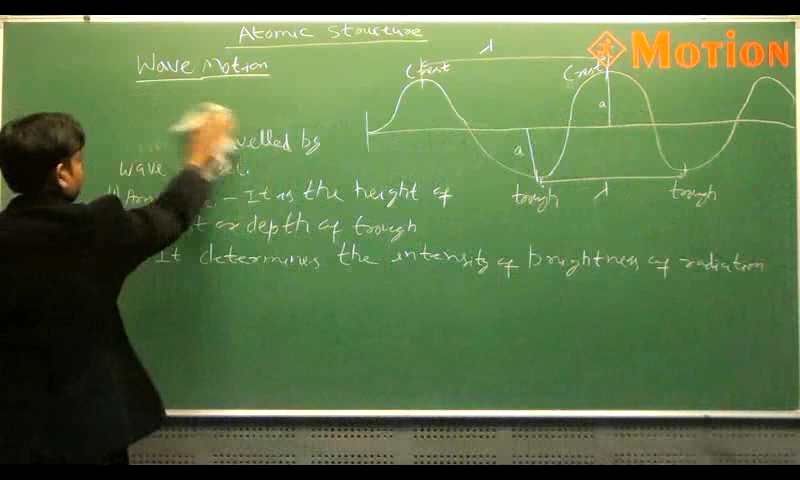 Atomic Structure
Wave Motion
λ
MOTION
Crest
Crest
a
a
velled by
wave
trough
λ
trough
- It is the height of
or depth of trough
It determines the intensity of brightness of radiation